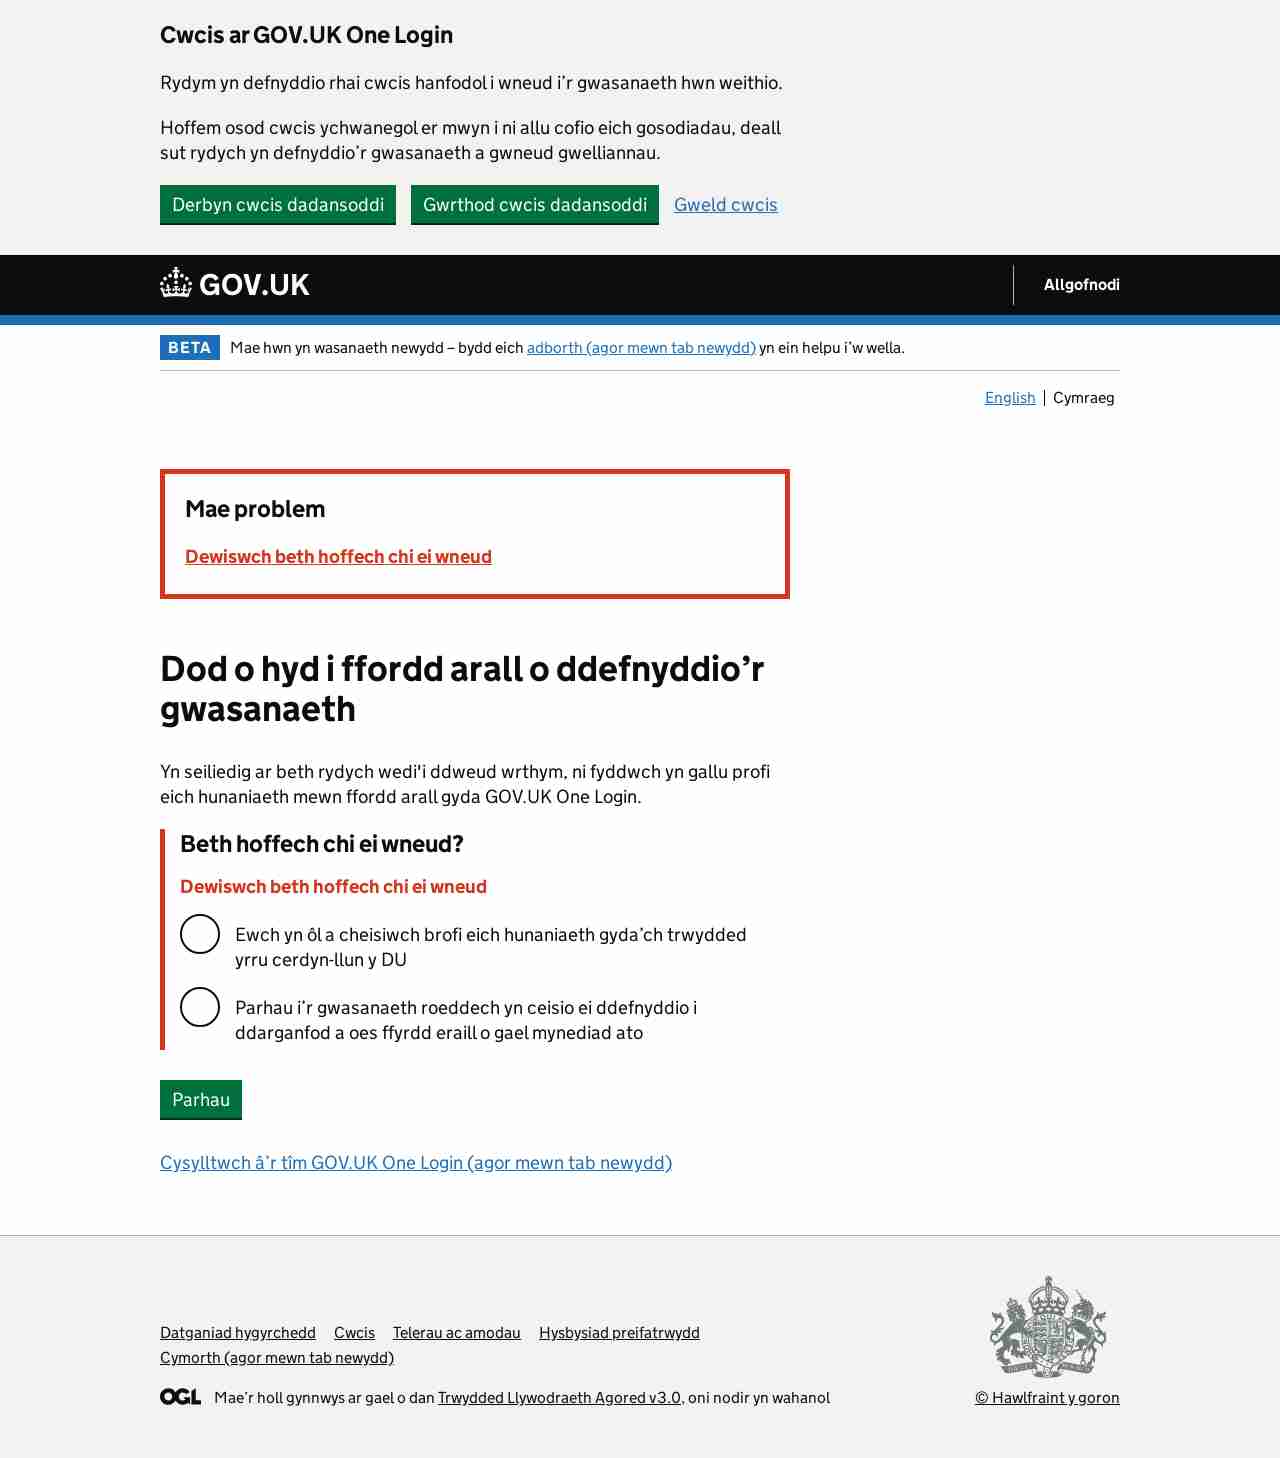 Cwcis ar GOV.UK One Login
Rydym yn defnyddio rhai cwcis hanfodol i wneud i’r gwasanaeth hwn weithio.
Hoffem osod cwcis ychwanegol er mwyn i ni allu cofio eich gosodiadau, deall
sut rydych yn defnyddio’r gwasanaeth a gwneud gwelliannau.
Derbyn cwcis dadansoddi Gwrthod cwcis dadansoddi Gweld cwcis
GOV.UK Allgofnodi
BETA Mae hwn yn wasanaeth newydd – bydd eich adborth (agor mewn tab newydd) yn ein helpu i’w wella.
English Cymraeg
Mae problem
Dewiswch beth hoffech chi ei wneud
Dod o hyd i ffordd arall o ddefnyddio’r
gwasanaeth
Yn seiliedig ar beth rydych wedi'i ddweud wrthym, ni fyddwch yn gallu profi
eich hunaniaeth mewn ffordd arall gyda GOV.UK One Login.
Beth hoffech chi ei wneud?
Dewiswch beth hoffech chi ei wneud
Ewch yn ôl a cheisiwch brofi eich hunaniaeth gyda’ch trwydded
yrru cerdyn-llun y DU
Parhau i’r gwasanaeth roeddech yn ceisio ei ddefnyddio i
ddarganfod a oes ffyrdd eraill o gael mynediad ato
Parhau
Cysylltwch â’r tîm GOV.UK One Login (agor mewn tab newydd)
Datganiad hygyrchedd Cwcis Telerau ac amodau Hysbysiad preifatrwydd
Cymorth (agor mewn tab newydd)
OGL Mae’r holl gynnwys ar gael o dan Trwydded Llywodraeth Agored v3.0, oni nodir yn wahanol
© Hawlfraint y goron